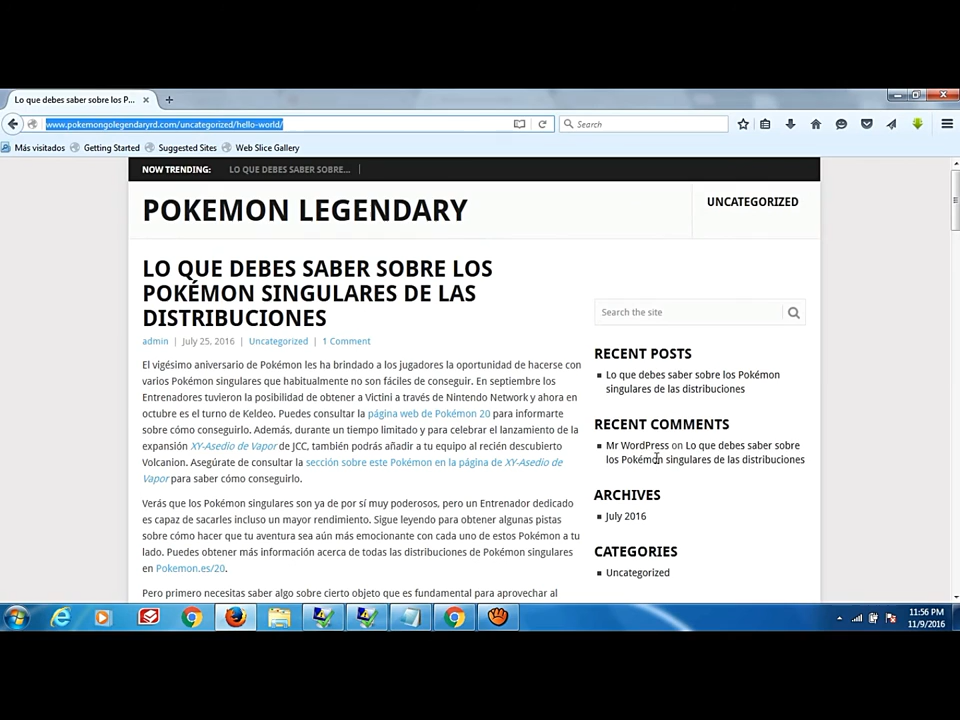 Lo que debes saber sobre los P...
www.pokemongolegendaryrd.com/uncategorized/hello-world/
Search
Más visitados
Getting Started
Suggested Sites
Web Slice Gallery
NOW TRENDING:
LO QUE DEBES SABER SOBRE...
POKEMON LEGENDARY
UNCATEGORIZED
LO QUE DEBES SABER SOBRE LOS
POKÉMON SINGULARES DE LAS
DISTRIBUCIONES
admin | July 25, 2016 | Uncategorized | 1 Comment
El vigésimo aniversario de Pokémon les ha brindado a los jugadores la oportunidad de hacerse con
varios Pokémon singulares que habitualmente no son fáciles de conseguir. En septiembre los
Entrenadores tuvieron la posibilidad de obtener a Victini a través de Nintendo Network y ahora en
octubre es el turno de Keldeo. Puedes consultar la página web de Pokémon 20 para informarte
sobre cómo conseguirlo. Además, durante un tiempo limitado y para celebrar el lanzamiento de la
expansión XY-Asedio de Vapor de JCC, también podrás añadir a tu equipo al recién descubierto
Volcanion. Asegúrate de consultar la sección sobre este Pokémon en la página de XY-Asedio de
Vapor para saber cómo conseguirlo.
Verás que los Pokémon singulares son ya de por sí muy poderosos, pero un Entrenador dedicado
es capaz de sacarles incluso un mayor rendimiento. Sigue leyendo para obtener algunas pistas
sobre cómo hacer que tu aventura sea aún más emocionante con cada uno de estos Pokémon a tu
lado. Puedes obtener más información acerca de todas las distribuciones de Pokémon singulares
en Pokemon.es/20.
Pero primero necesitas saber algo sobre cierto objeto que es fundamental para aprovechar al
Search the site
RECENT POSTS
Lo que debes saber sobre los Pokémon
singulares de las distribuciones
RECENT COMMENTS
Mr WordPress on Lo que debes saber sobre
los Pokémon singulares de las distribuciones
ARCHIVES
July 2016
CATEGORIES
Uncategorized
11:56 PM
11/9/2016